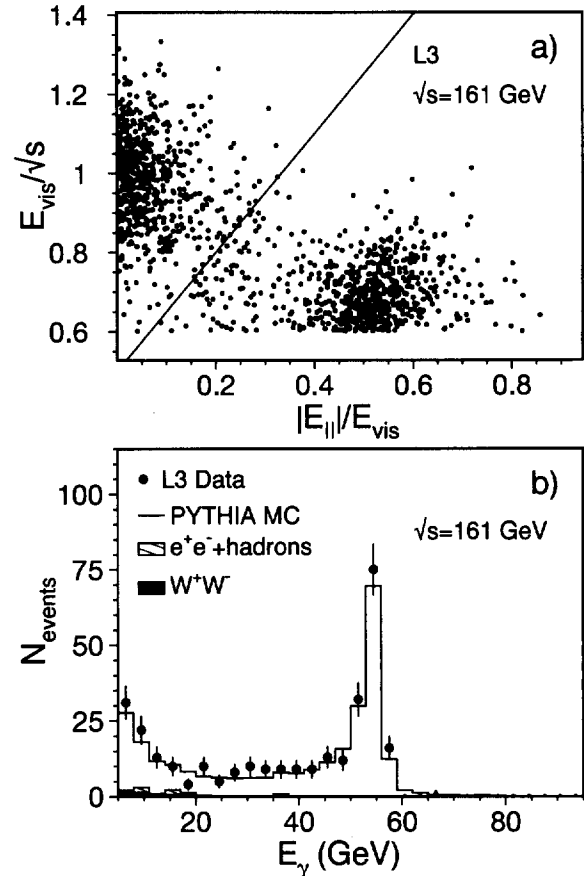 a)
L3
√s=161 GeV
E_vis/√s
1.4
1.2
1
0.8
0.6
0.2 0.4 0.6 0.8
|E_||||/E_vis
b)
L3 Data
PYTHIA MC
e⁺e⁻+hadrons
W⁺W⁻
√s=161 GeV
N_events
100
75
50
25
0
20 40 60 80
E_γ (GeV)